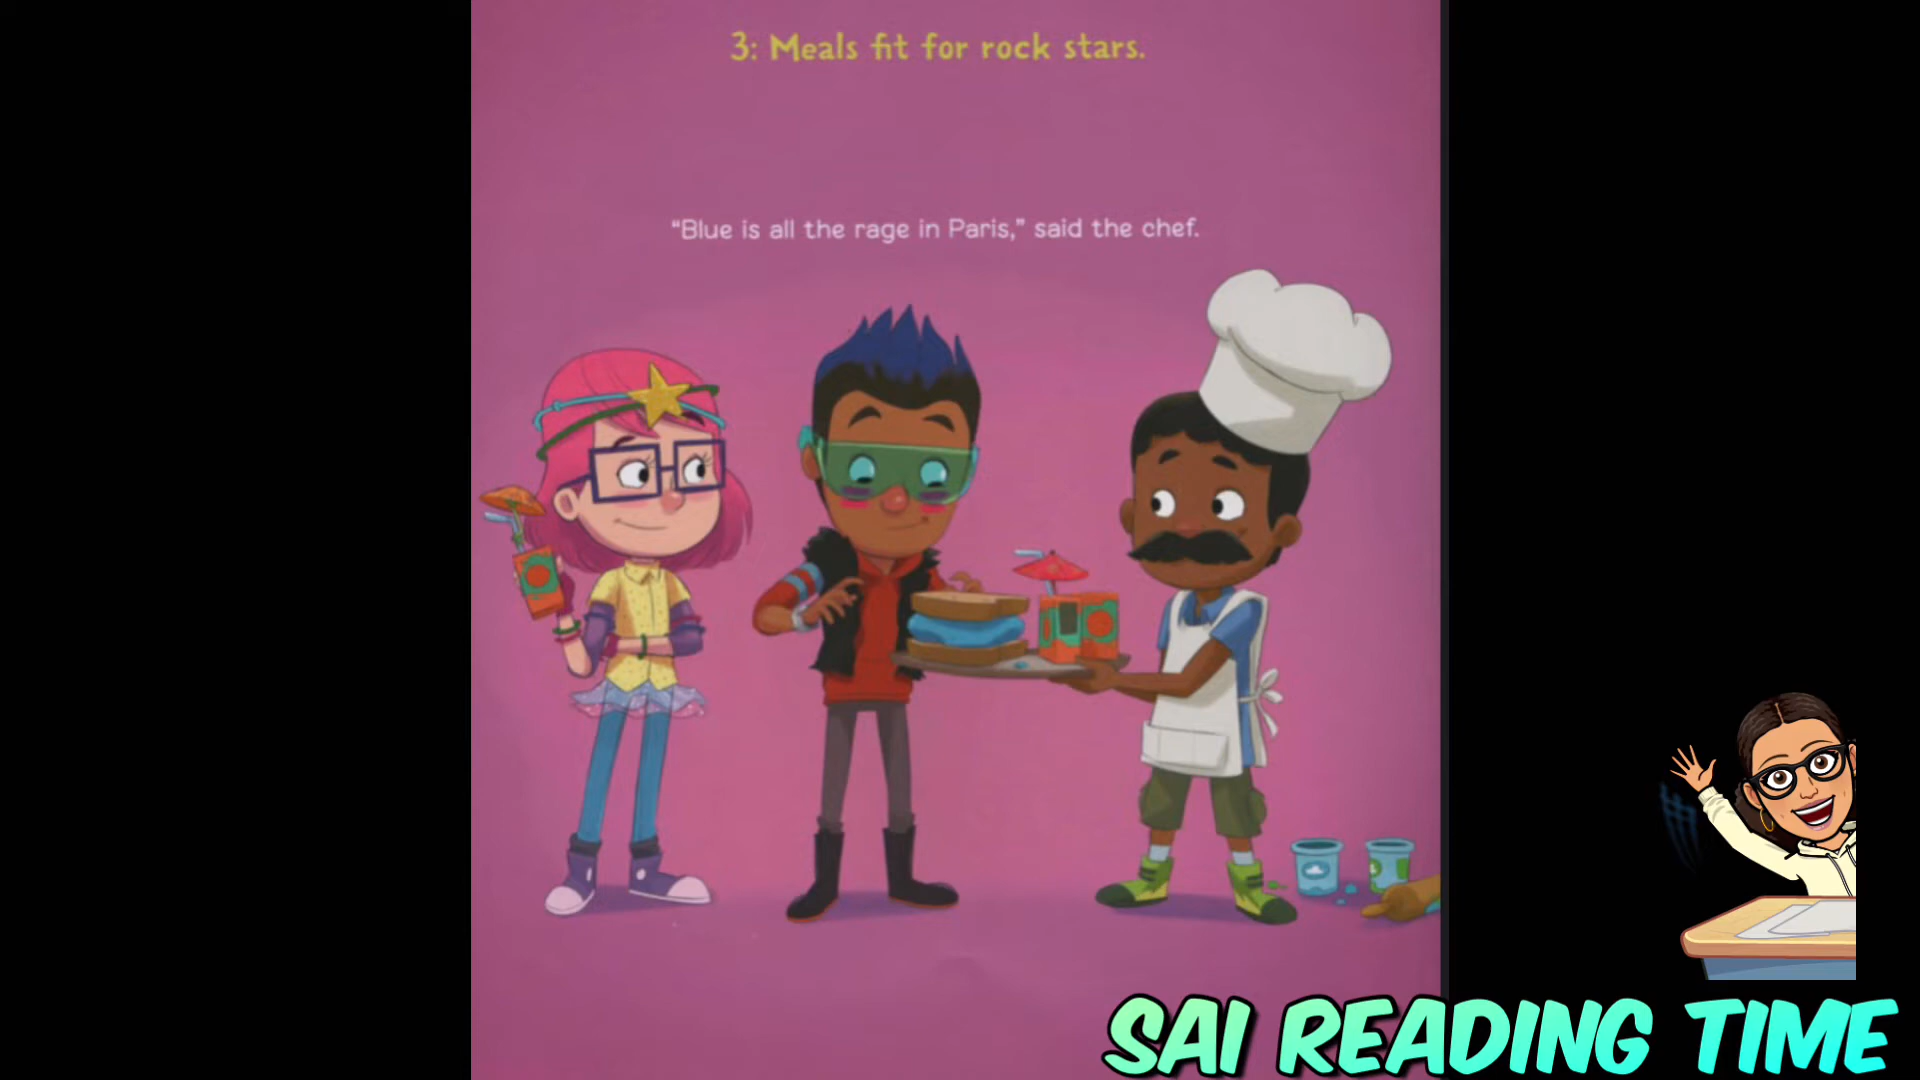 3: Meals fit for rock stars.
“Blue is all the rage in Paris,” said the chef.
SAI READING TIME